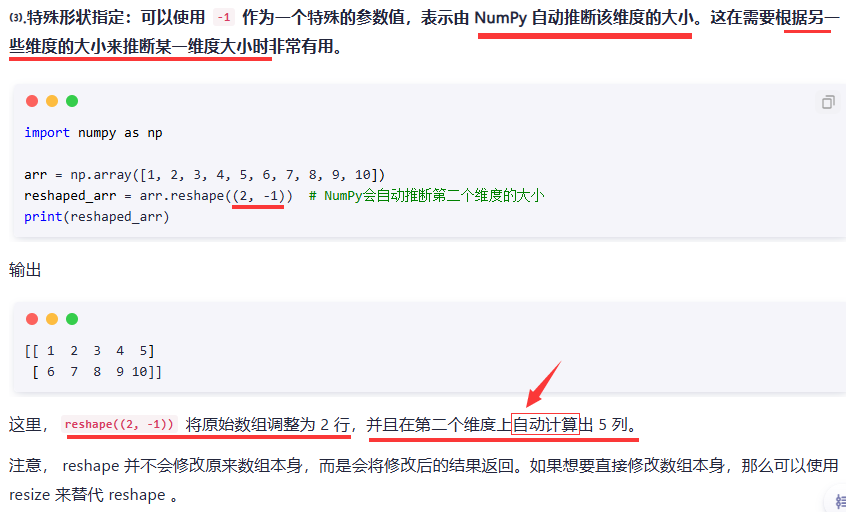 ⑶.特殊形状指定：可以使用 -1 作为一个特殊的参数值，表示由 NumPy 自动推断该维度的大小。这在需要根据另一
些维度的大小来推断某一维度大小时非常有用。
import numpy as np
arr = np.array([1, 2, 3, 4, 5, 6, 7, 8, 9, 10])
reshaped_arr = arr.reshape((2, -1))  # NumPy会自动推断第二个维度的大小
print(reshaped_arr)
输出
[[ 1  2  3  4  5]
 [ 6  7  8  9 10]]
这里， reshape((2, -1)) 将原始数组调整为 2 行，并且在第二个维度上自动计算出 5 列。
注意， reshape 并不会修改原来数组本身，而是会将修改后的结果返回。如果想要直接修改数组本身，那么可以使用
resize 来替代 reshape 。